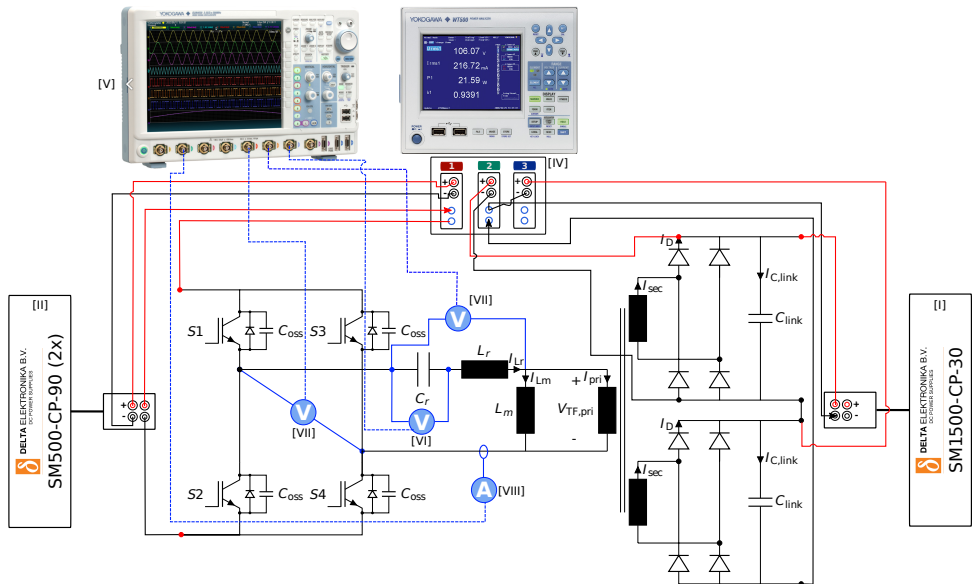 YOKOGAWA
YOKOGAWA ◆ WT500
[V]
106.07 V
216.72 mA
P1
21.59 W
λ1
0.9391
DISPLAY
1
2
3
[IV]
+
-
+
-
+
-
[II]
DELTA ELEKTRONIKA B.V.
DC POWER SUPPLIES
SM500-CP-90 (2x)
+
-
S1
Coss
S3
Coss
S2
Coss
S4
Coss
V
[VII]
V
[VII]
Cr
V
[VI]
A
[VIII]
Lr
ILr
ILm
Lm
+
Ipri
VTF,pri
-
ID
Isec
IC,link
Clink
ID
Isec
IC,link
Clink
+
-
[I]
DELTA ELEKTRONIKA B.V.
DC POWER SUPPLIES
SM1500-CP-30